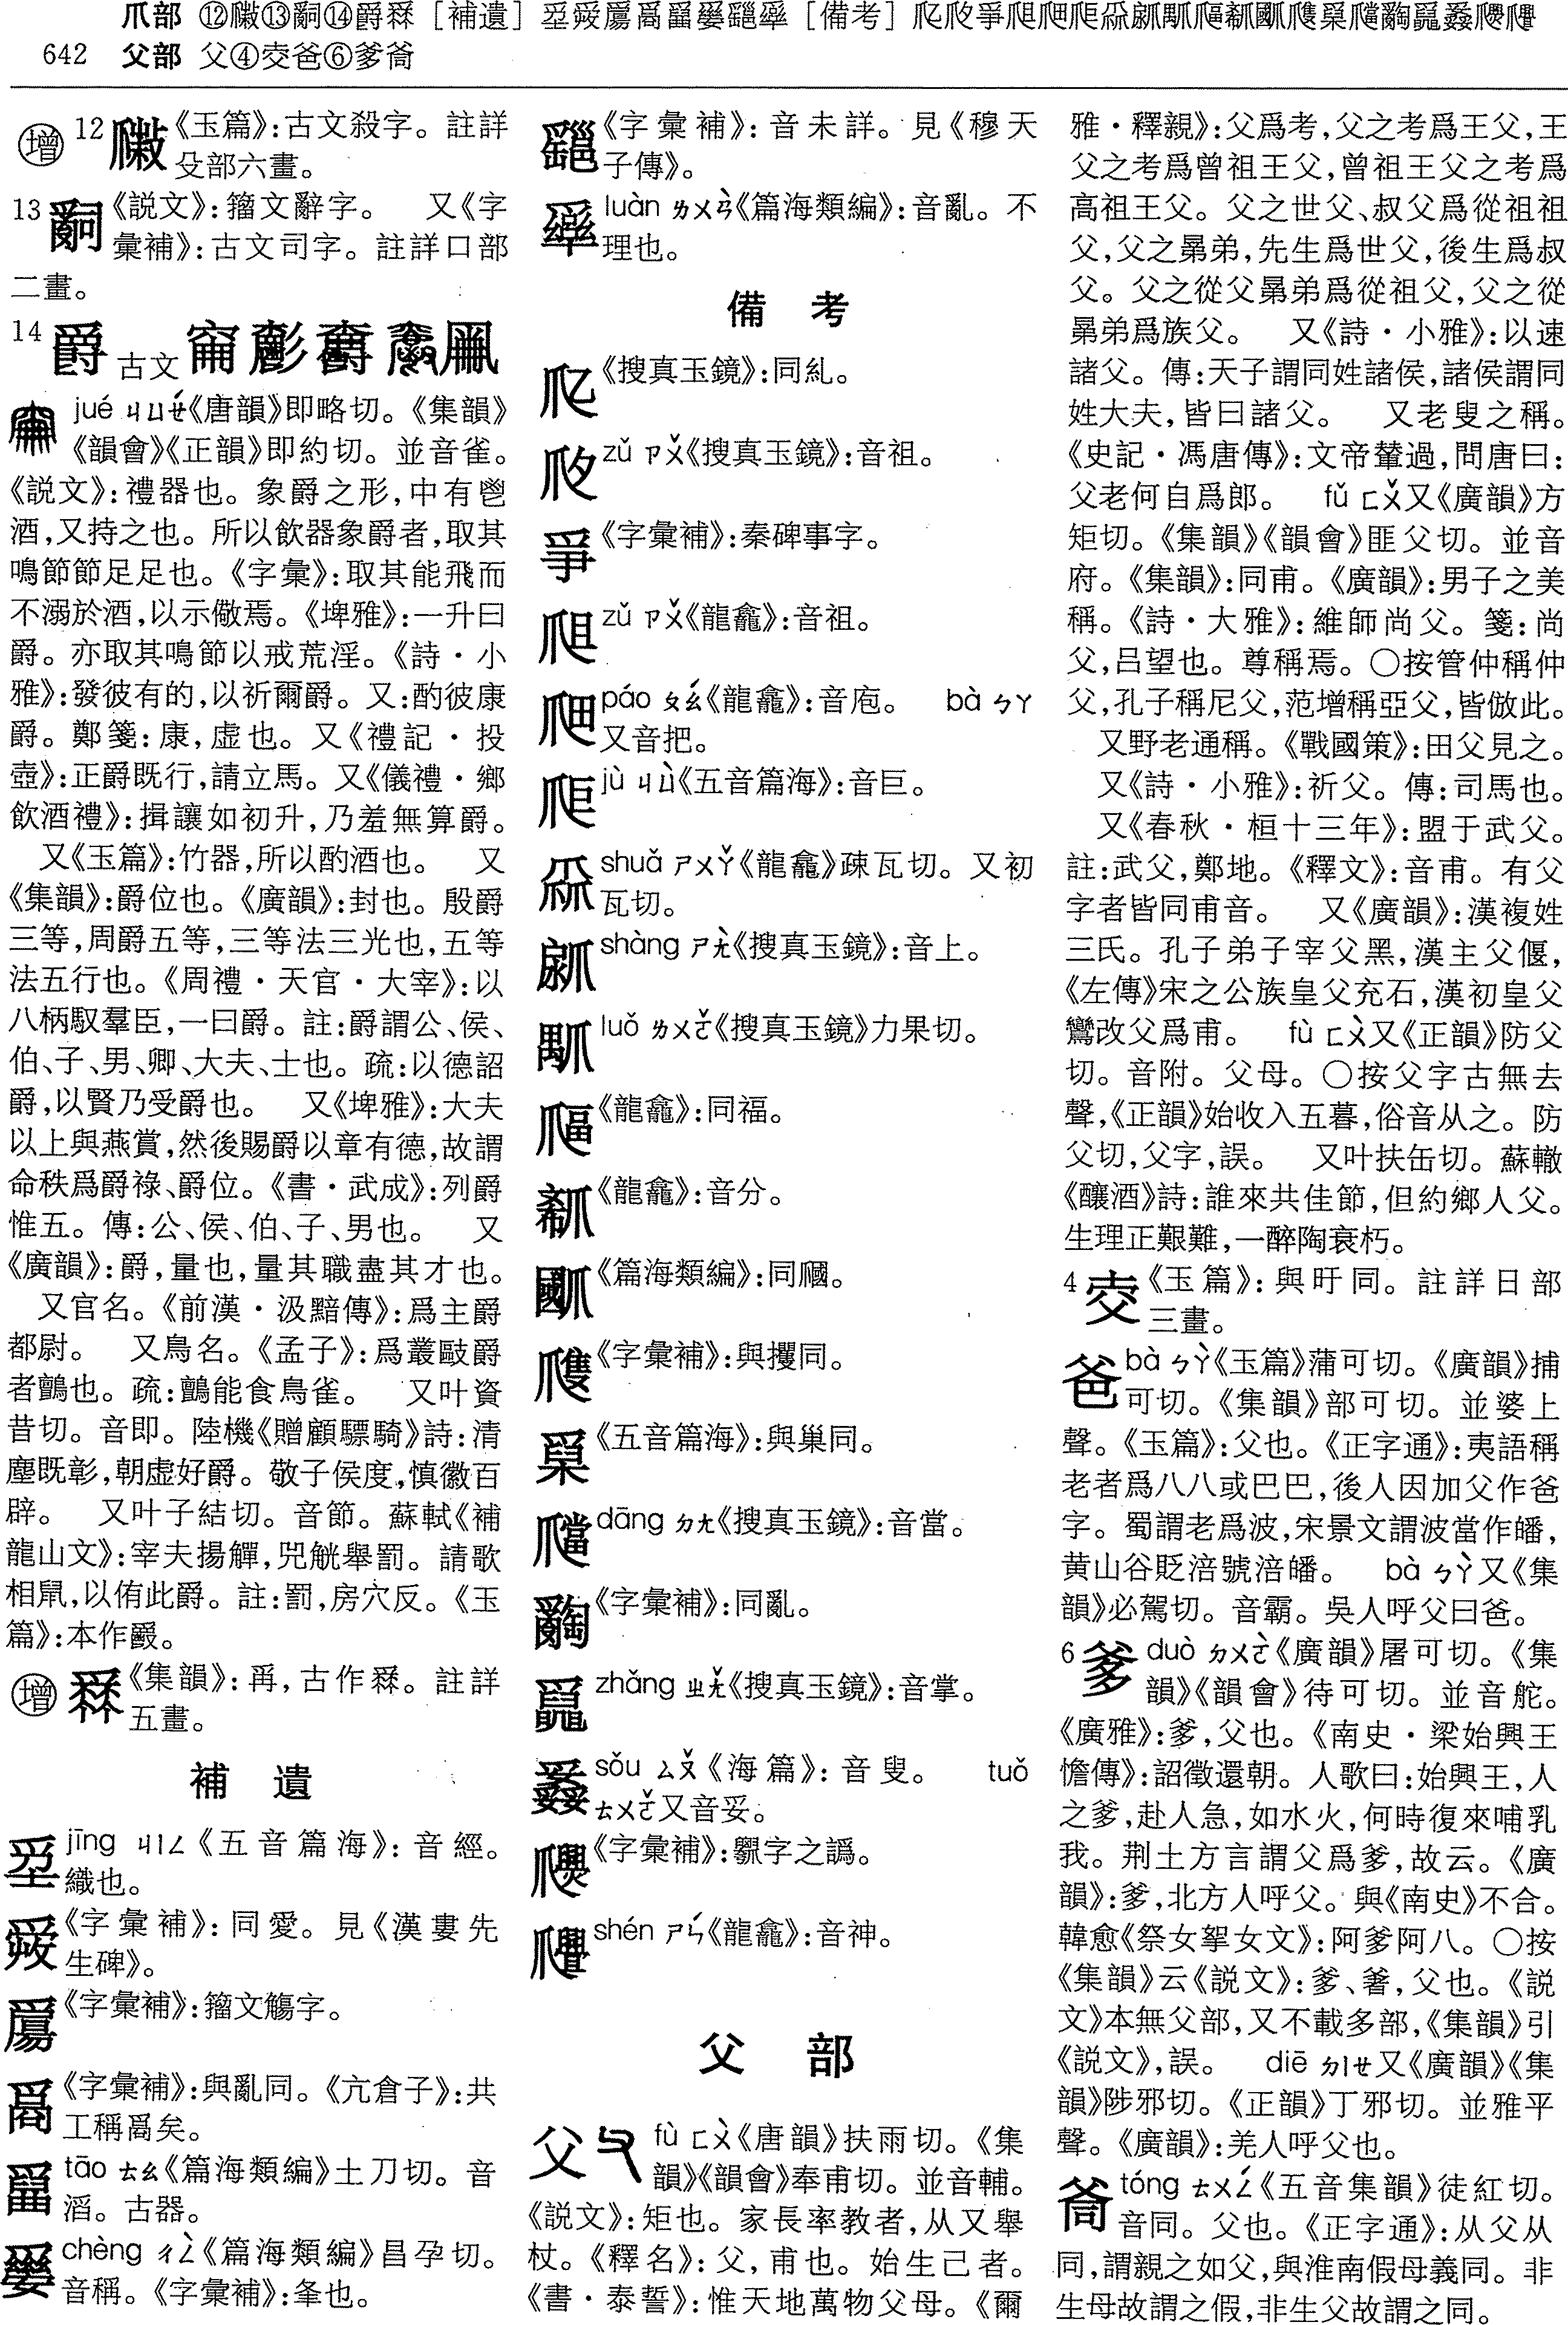 爪部 ⑫⑬⑭爵 ［補遺］ ［備考］
642 父部 父④㸚爸⑥爹
增 12 《玉篇》：古文殺字。註詳
殳部六畫。
13 《説文》：籀文辭字。 又《字
彙補》：古文司字。註詳口部
二畫。
14 爵 古文
jué ㄐㄩㄝˊ《唐韻》即略切。《集韻》
《韻會》《正韻》即約切。並音雀。
《説文》：禮器也。象爵之形，中有鬯
酒，又持之也。所以飲器象爵者，取其
鳴節節足足也。《字彙》：取其能飛而
不溺於酒，以示儆焉。《埤雅》：一升曰
爵。亦取其鳴節以戒荒淫。《詩・小
雅》：發彼有的，以祈爾爵。又：酌彼康
爵。鄭箋：康，虛也。又《禮記・投
壺》：正爵既行，請立馬。又《儀禮・鄉
飲酒禮》：揖讓如初升，乃羞無算爵。
又《玉篇》：竹器，所以酌酒也。 又
《集韻》：爵位也。《廣韻》：封也。殷爵
三等，周爵五等，三等法三光也，五等
法五行也。《周禮・天官・大宰》：以
八柄馭羣臣，一曰爵。註：爵謂公、侯、
伯、子、男、卿、大夫、士也。疏：以德詔
爵，以賢乃受爵也。 又《埤雅》：大夫
以上與燕賞，然後賜爵以章有德，故謂
命秩爲爵祿、爵位。《書・武成》：列爵
惟五。傳：公、侯、伯、子、男也。 又
《廣韻》：爵，量也，量其職盡其才也。
又官名。《前漢・汲黯傳》：爲主爵
都尉。 又鳥名。《孟子》：爲叢敺爵
者鸇也。疏：鸇能食鳥雀。 又叶資
昔切。音即。陸機《贈顧驃騎》詩：清
塵既彰，朝虛好爵。敬子侯度，慎徽百
辟。 又叶子結切。音節。蘇軾《補
龍山文》：宰夫揚觶，兕觥舉罰。請歌
相鼠，以侑此爵。註：罰，房穴反。《玉
篇》：本作。
增 《集韻》：爯，古作。註詳
五畫。
補 遺
jīng ㄐㄧㄥ《五音篇海》：音經。
織也。
《字彙補》：同愛。見《漢婁先
生碑》。
《字彙補》：籀文觴字。
《字彙補》：與亂同。《亢倉子》：共
工稱矣。
tāo ㄊㄠ《篇海類編》土刀切。音
滔。古器。
chèng ㄔㄥˋ《篇海類編》昌孕切。
音稱。《字彙補》：夆也。
《字彙補》：音未詳。見《穆天
子傳》。
luàn ㄌㄨㄢˋ《篇海類編》：音亂。不
理也。
備 考
《搜真玉鏡》：同糺。
zǔ ㄗㄨˇ《搜真玉鏡》：音祖。
《字彙補》：秦碑事字。
zǔ ㄗㄨˇ《龍龕》：音祖。
páo ㄆㄠˊ《龍龕》：音庖。 bà ㄅㄚ
又音把。
jù ㄐㄩˋ《五音篇海》：音巨。
shuǎ ㄕㄨㄚˇ《龍龕》疎瓦切。又初
瓦切。
shàng ㄕㄤˋ《搜真玉鏡》：音上。
luǒ ㄌㄨㄛˇ《搜真玉鏡》力果切。
《龍龕》：同福。
《龍龕》：音分。
《篇海類編》：同。
《字彙補》：與攫同。
《五音篇海》：與巢同。
dāng ㄉㄤ《搜真玉鏡》：音當。
《字彙補》：同亂。
zhǎng ㄓㄤˇ《搜真玉鏡》：音掌。
sǒu ㄙㄡˇ《海篇》：音叟。 tuǒ
ㄊㄨㄛˇ又音妥。
《字彙補》：字之譌。
shén ㄕㄣˊ《龍龕》：音神。
父 部
父 fù ㄈㄨˋ《唐韻》扶雨切。《集
韻》《韻會》奉甫切。並音輔。
《説文》：矩也。家長率教者，从又舉
杖。《釋名》：父，甫也。始生己者。
《書・泰誓》：惟天地萬物父母。《爾
雅・釋親》：父爲考，父之考爲王父，王
父之考爲曾祖王父，曾祖王父之考爲
高祖王父。父之世父、叔父爲從祖祖
父，父之晜弟，先生爲世父，後生爲叔
父。父之從父晜弟爲從祖父，父之從
晜弟爲族父。 又《詩・小雅》：以速
諸父。傳：天子謂同姓諸侯，諸侯謂同
姓大夫，皆曰諸父。 又老叟之稱。
《史記・馮唐傳》：文帝輦過，問唐曰：
父老何自爲郎。 fǔ ㄈㄨˇ又《廣韻》方
矩切。《集韻》《韻會》匪父切。並音
府。《集韻》：同甫。《廣韻》：男子之美
稱。《詩・大雅》：維師尚父。箋：尚
父，吕望也。尊稱焉。〇按管仲稱仲
父，孔子稱尼父，范增稱亞父，皆倣此。
又野老通稱。《戰國策》：田父見之。
又《詩・小雅》：祈父。傳：司馬也。
又《春秋・桓十三年》：盟于武父。
註：武父，鄭地。《釋文》：音甫。有父
字者皆同甫音。 又《廣韻》：漢複姓
三氏。孔子弟子宰父黑，漢主父偃，
《左傳》宋之公族皇父充石，漢初皇父
鸞改父爲甫。 fù ㄈㄨˋ又《正韻》防父
切。音附。父母。〇按父字古無去
聲，《正韻》始收入五暮，俗音从之。防
父切，父字，誤。 又叶扶缶切。蘇轍
《釀酒》詩：誰來共佳節，但約鄉人父。
生理正艱難，一醉陶衰朽。
4 《玉篇》：與旴同。註詳日部
三畫。
爸 bà ㄅㄚˋ《玉篇》蒲可切。《廣韻》捕
可切。《集韻》部可切。並婆上
聲。《玉篇》：父也。《正字通》：夷語稱
老者爲八八或巴巴，後人因加父作爸
字。蜀謂老爲波，宋景文謂波當作皤，
黄山谷貶涪號涪皤。 bà ㄅㄚˋ又《集
韻》必駕切。音霸。吳人呼父曰爸。
6 爹 duò ㄉㄨㄛˋ《廣韻》屠可切。《集
韻》《韻會》待可切。並音舵。
《廣雅》：爹，父也。《南史・梁始興王
憺傳》：詔徵還朝。人歌曰：始興王，人
之爹，赴人急，如水火，何時復來哺乳
我。荆土方言謂父爲爹，故云。《廣
韻》：爹，北方人呼父。與《南史》不合。
韓愈《祭女挐女文》：阿爹阿八。〇按
《集韻》云《説文》：爹、奢，父也。《説
文》本無父部，又不載多部，《集韻》引
《説文》，誤。 diē ㄉㄧㄝ又《廣韻》《集
韻》陟邪切。《正韻》丁邪切。並雅平
聲。《廣韻》：羌人呼父也。
tóng ㄊㄨㄥˊ《五音集韻》徒紅切。
音同。父也。《正字通》：从父从
同，謂親之如父，與淮南假母義同。非
生母故謂之假，非生父故謂之同。